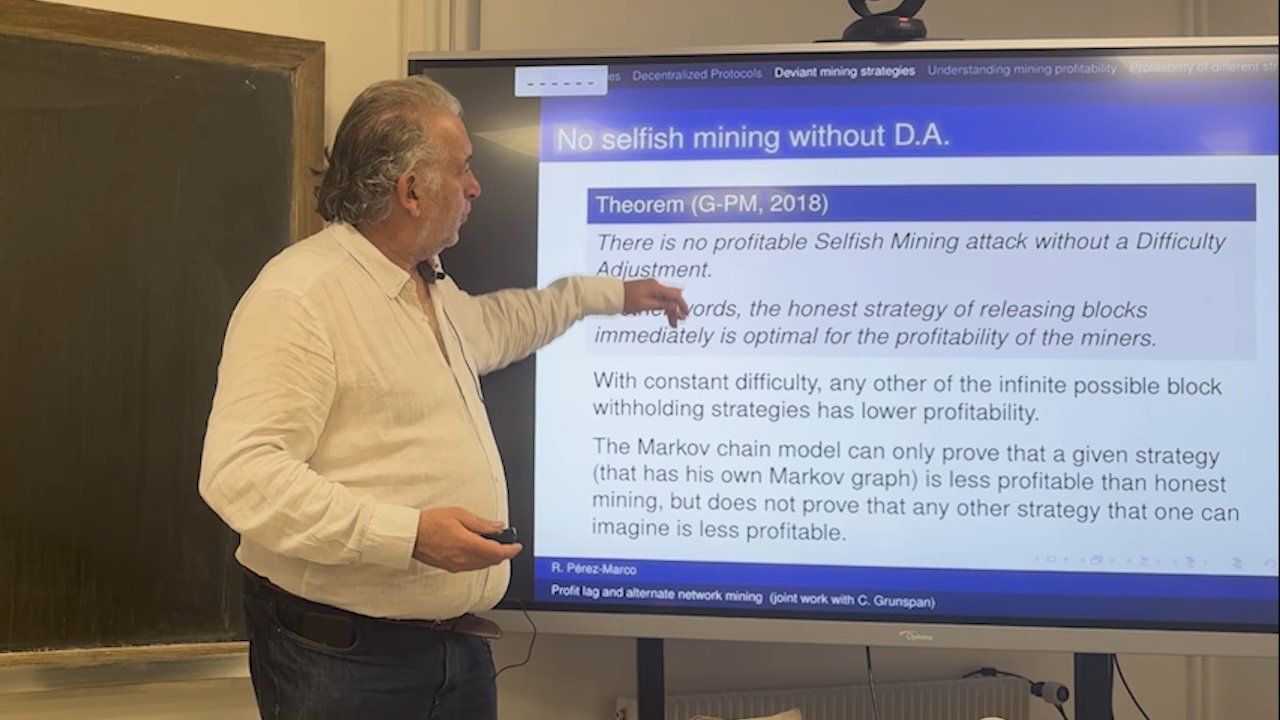 es Decentralized Protocols Deviant mining strategies Understanding mining profitability Profitability of different str
No selfish mining without D.A.
Theorem (G-PM, 2018)
There is no profitable Selfish Mining attack without a Difficulty
Adjustment.
words, the honest strategy of releasing blocks
immediately is optimal for the profitability of the miners.
With constant difficulty, any other of the infinite possible block
withholding strategies has lower profitability.
The Markov chain model can only prove that a given strategy
(that has his own Markov graph) is less profitable than honest
mining, but does not prove that any other strategy that one can
imagine is less profitable.
R. Pérez-Marco
Profit lag and alternate network mining (joint work with C. Grunspan)
Optoma